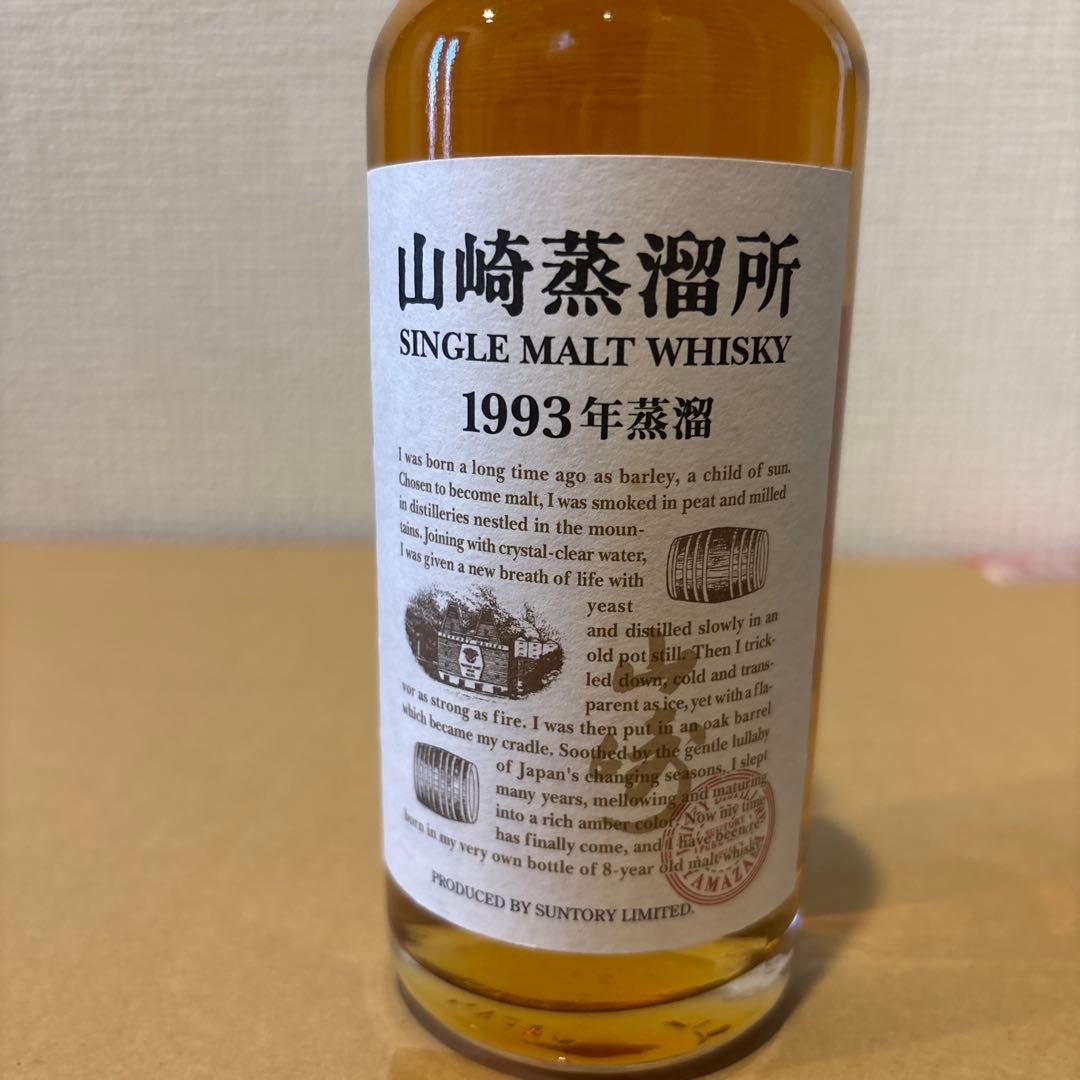 山崎蒸溜所
SINGLE MALT WHISKY
1993年蒸溜
I was born a long time ago as barley, a child of sun.
Chosen to become malt, I was smoked in peat and milled
in distilleries nestled in the moun-
tains. Joining with crystal-clear water,
I was given a new breath of life with
yeast
and distilled slowly in an
old pot still. Then I trick-
led down, cold and trans-
parent as ice, yet with a fla-
vor as strong as fire. I was then put in an oak barrel
which became my cradle. Soothed by the gentle lullaby
of Japan's changing seasons, I slept
many years, mellowing and maturing
into a rich amber color. Now my time
has finally come, and I have been re-
born in my very own bottle of 8-year old malt whisky.
山崎
YAMAZAKI
PRODUCED BY SUNTORY LIMITED.